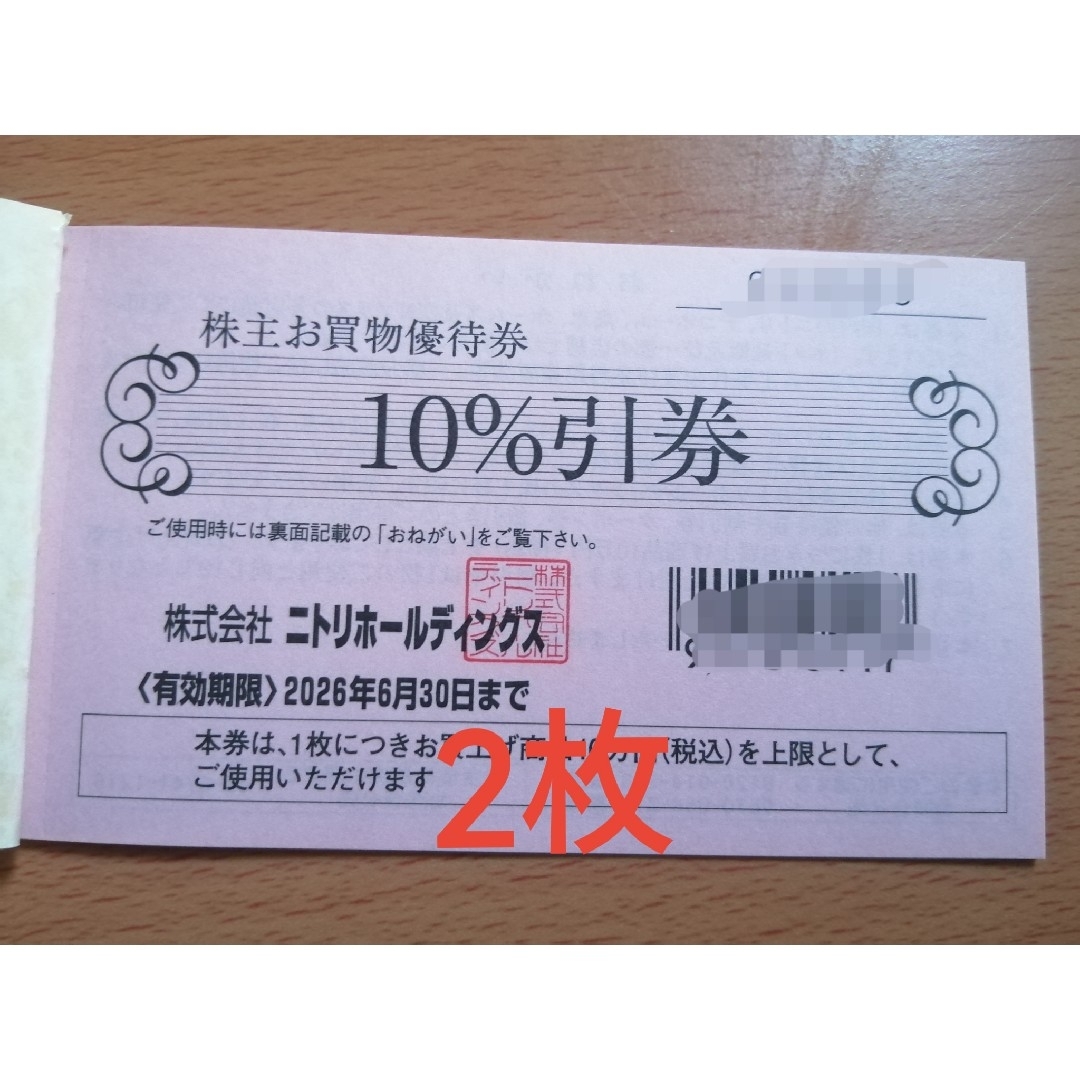 株主お買物優待券
10%引券
ご使用時には裏面記載の「おねがい」をご覧下さい。
株式会社 ニトリホールディングス
〈有効期限〉2026年6月30日まで
本券は、1枚につきお買上げ商品10万円(税込)を上限として、
ご使用いただけます
2枚